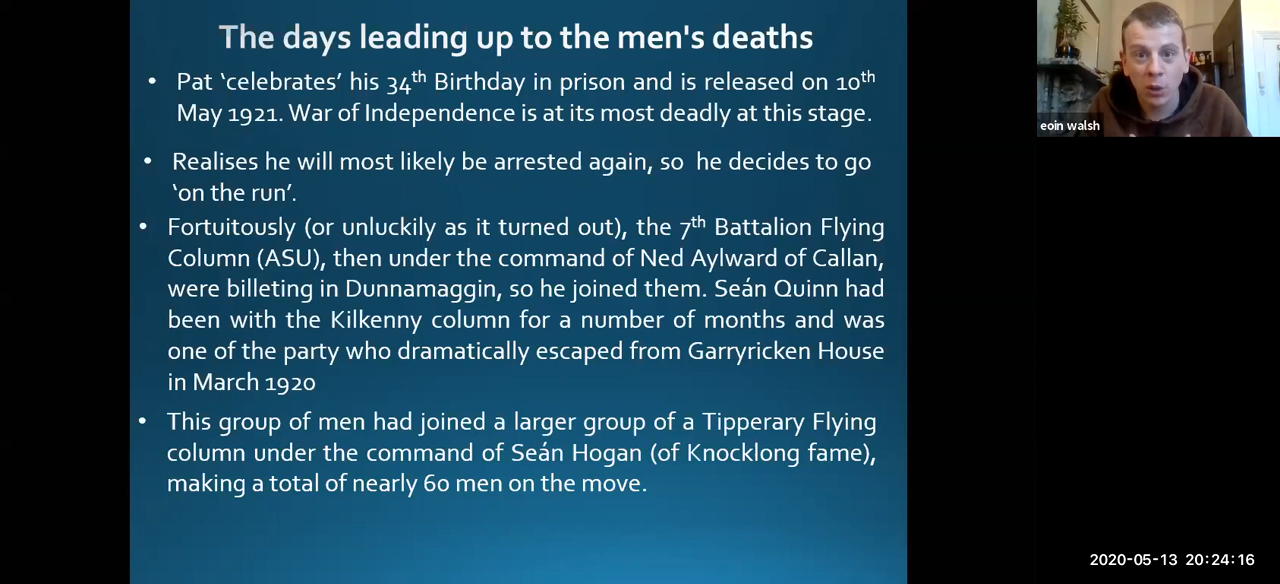 The days leading up to the men's deaths
• Pat ‘celebrates’ his 34th Birthday in prison and is released on 10th
May 1921. War of Independence is at its most deadly at this stage.
• Realises he will most likely be arrested again, so he decides to go
‘on the run’.
• Fortuitously (or unluckily as it turned out), the 7th Battalion Flying
Column (ASU), then under the command of Ned Aylward of Callan,
were billeting in Dunnamaggin, so he joined them. Seán Quinn had
been with the Kilkenny column for a number of months and was
one of the party who dramatically escaped from Garryricken House
in March 1920
• This group of men had joined a larger group of a Tipperary Flying
column under the command of Seán Hogan (of Knocklong fame),
making a total of nearly 60 men on the move.
eoin walsh
2020-05-13 20:24:16